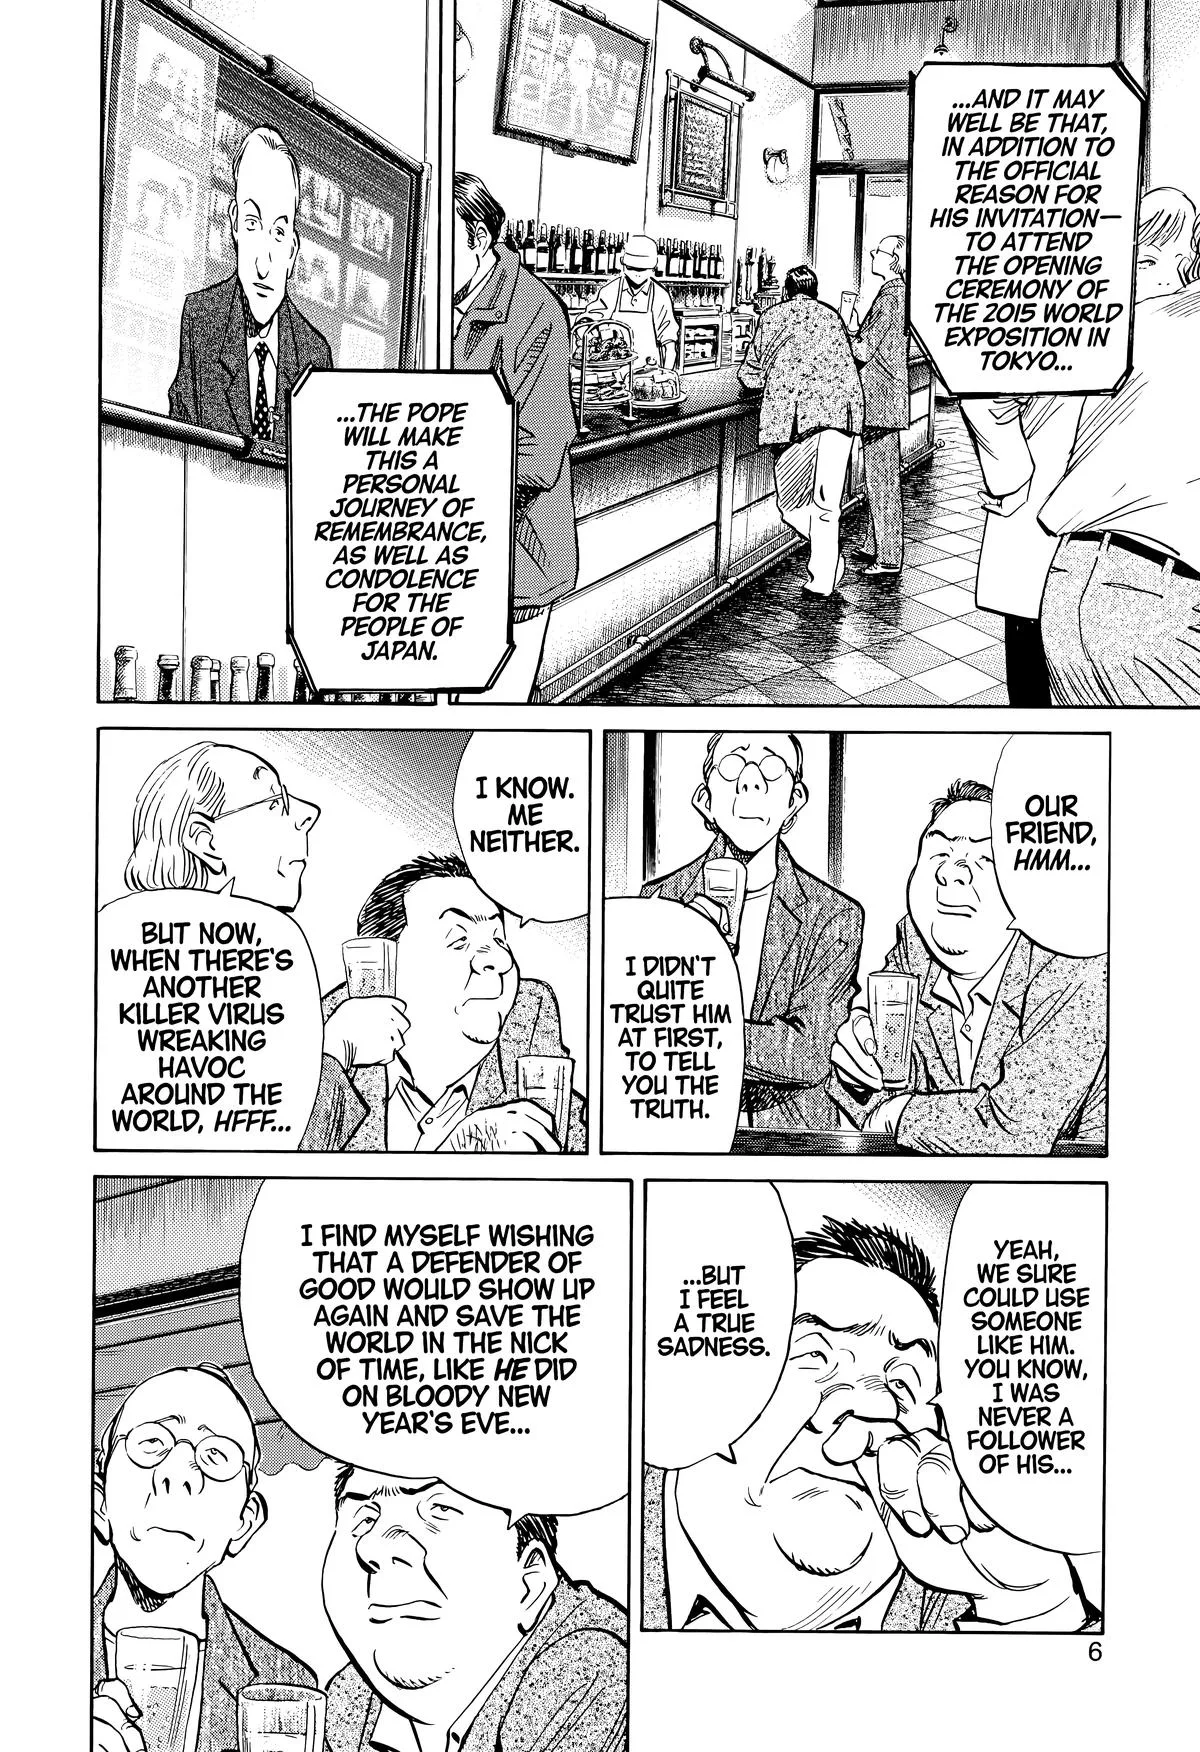 ...AND IT MAY
WELL BE THAT,
IN ADDITION TO
THE OFFICIAL
REASON FOR
HIS INVITATION—
TO ATTEND
THE OPENING
CEREMONY OF
THE 2015 WORLD
EXPOSITION IN
TOKYO...
...THE POPE
WILL MAKE
THIS A
PERSONAL
JOURNEY OF
REMEMBRANCE,
AS WELL AS
CONDOLENCE
FOR THE
PEOPLE OF
JAPAN.
OUR
FRIEND,
HMM...
I DIDN'T
QUITE
TRUST HIM
AT FIRST,
TO TELL
YOU THE
TRUTH.
I KNOW.
ME
NEITHER.
BUT NOW,
WHEN THERE'S
ANOTHER
KILLER VIRUS
WREAKING
HAVOC
AROUND THE
WORLD, HFFF...
YEAH,
WE SURE
COULD USE
SOMEONE
LIKE HIM.
YOU KNOW,
I WAS
NEVER A
FOLLOWER
OF HIS...
...BUT
I FEEL
A TRUE
SADNESS.
I FIND MYSELF WISHING
THAT A DEFENDER OF
GOOD WOULD SHOW UP
AGAIN AND SAVE THE
WORLD IN THE NICK
OF TIME, LIKE HE DID
ON BLOODY NEW
YEAR'S EVE...
6